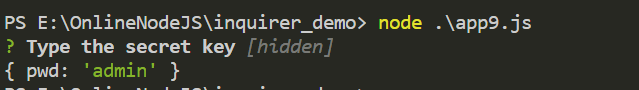 PS E:\OnlineNodeJS\inquirer_demo> node .\app9.js
? Type the secret key [hidden]
{ pwd: 'admin' }